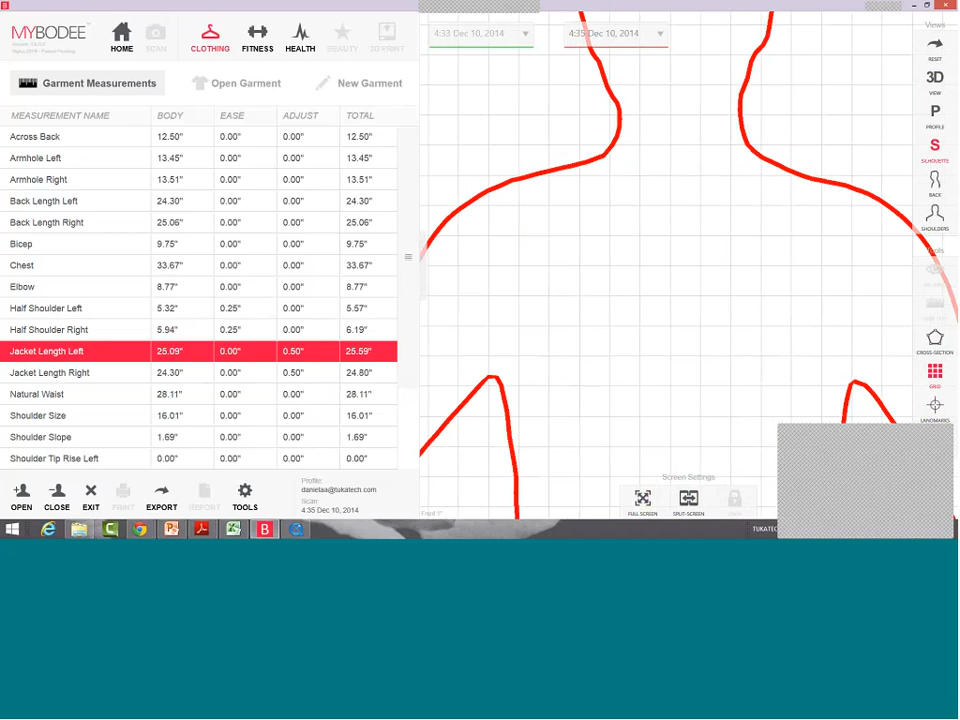 MYBODEE™
HOME
SCAN
CLOTHING
FITNESS
HEALTH
BEAUTY
3D PRINT
Garment Measurements
Open Garment
New Garment
MEASUREMENT NAME BODY EASE ADJUST TOTAL
Across Back 12.50" 0.00" 0.00" 12.50"
Armhole Left 13.45" 0.00" 0.00" 13.45"
Armhole Right 13.51" 0.00" 0.00" 13.51"
Back Length Left 24.30" 0.00" 0.00" 24.30"
Back Length Right 25.06" 0.00" 0.00" 25.06"
Bicep 9.75" 0.00" 0.00" 9.75"
Chest 33.67" 0.00" 0.00" 33.67"
Elbow 8.77" 0.00" 0.00" 8.77"
Half Shoulder Left 5.32" 0.25" 0.00" 5.57"
Half Shoulder Right 5.94" 0.25" 0.00" 6.19"
Jacket Length Left 25.09" 0.00" 0.50" 25.59"
Jacket Length Right 24.30" 0.00" 0.50" 24.80"
Natural Waist 28.11" 0.00" 0.00" 28.11"
Shoulder Size 16.01" 0.00" 0.00" 16.01"
Shoulder Slope 1.69" 0.00" 0.00" 1.69"
Shoulder Tip Rise Left 0.00" 0.00" 0.00" 0.00"
OPEN
CLOSE
EXIT
PRINT
EXPORT
REPORT
TOOLS
Profile:
danielaa@tukatech.com
Scan:
4:35 Dec 10, 2014
4:33 Dec 10, 2014
4:35 Dec 10, 2014
Views
RESET
3D
VIEW
P
PROFILE
S
SILHOUETTE
BACK
SHOULDERS
Tools
CROSS-SECTION
GRID
LANDMARKS
Screen Settings
FULL SCREEN
SPLIT-SCREEN
Front 1"
B
TUKATEC